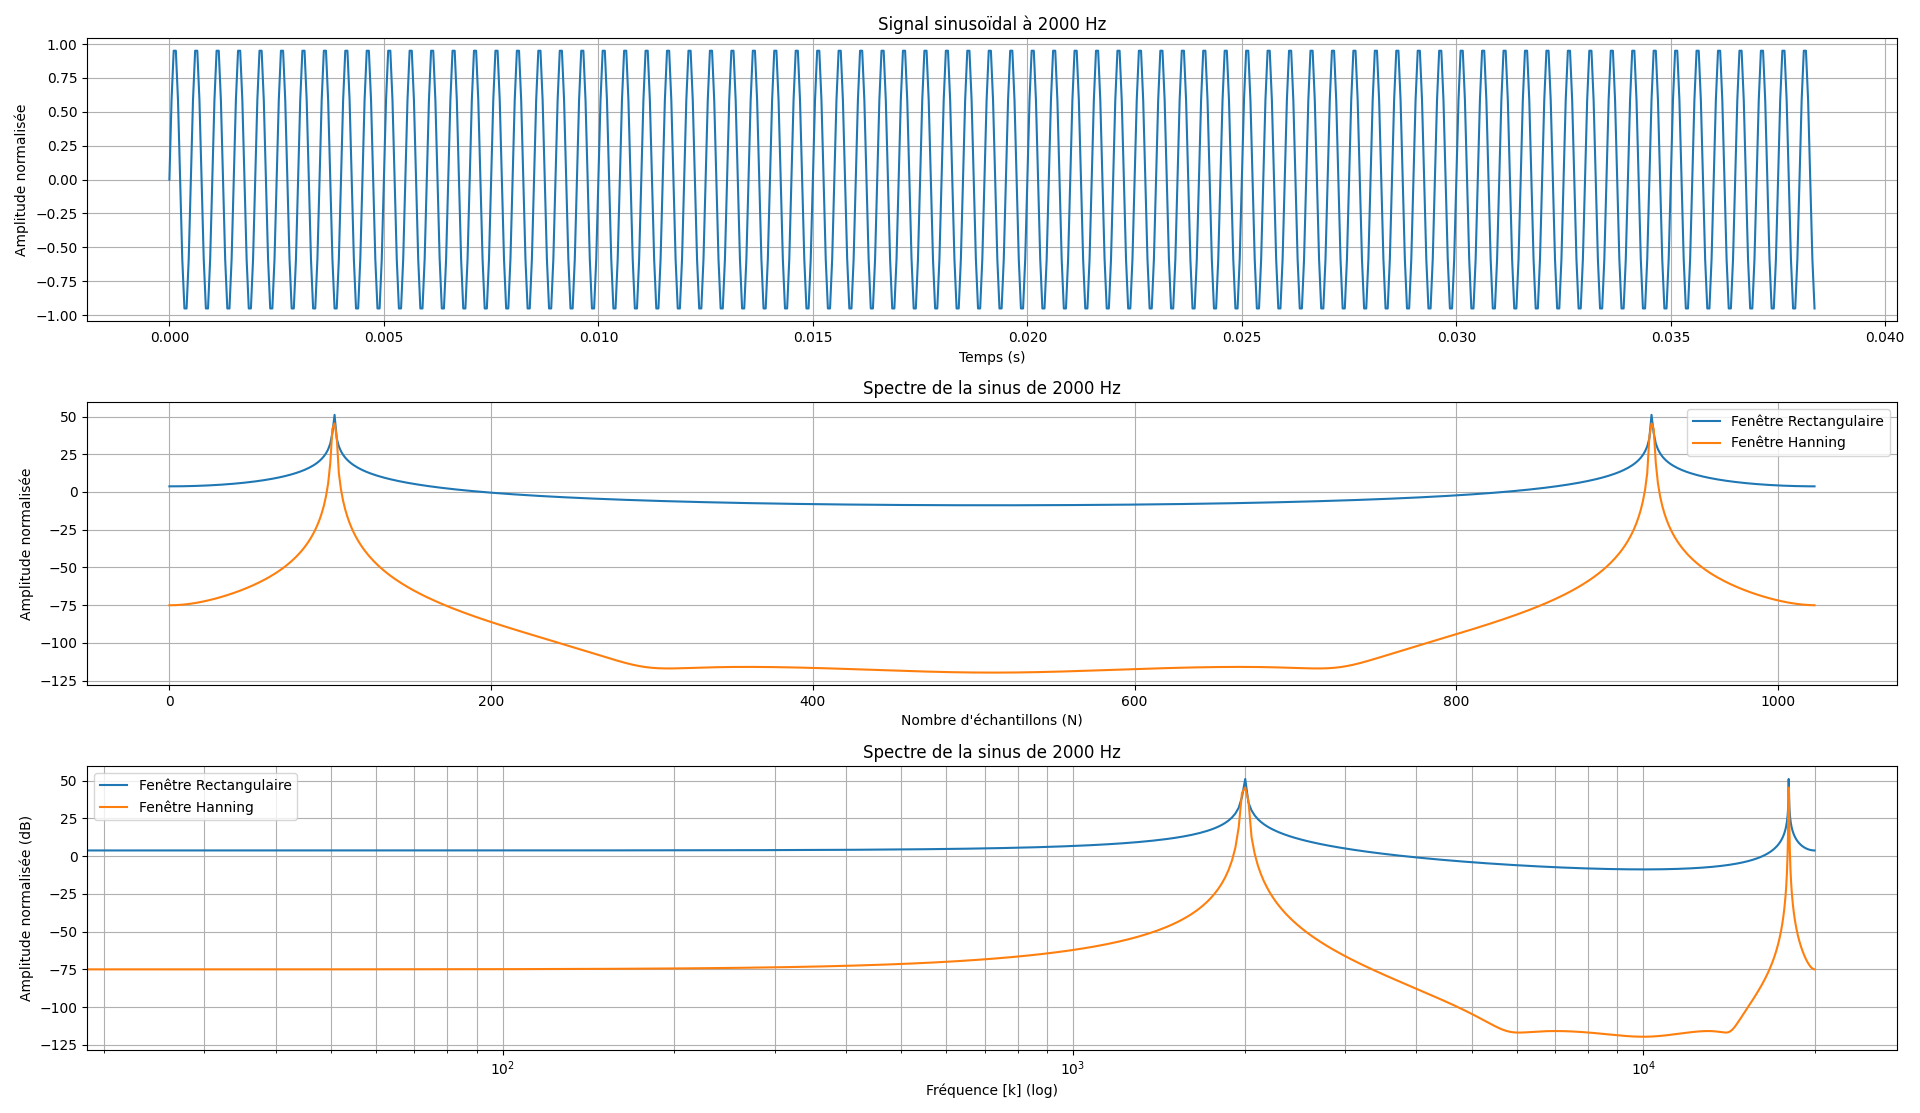 Signal sinusoïdal à 2000 Hz
1.00
0.75
0.50
0.25
0.00
−0.25
−0.50
−0.75
−1.00
Amplitude normalisée
0.000 0.005 0.010 0.015 0.020 0.025 0.030 0.035 0.040
Temps (s)
Spectre de la sinus de 2000 Hz
50
25
0
−25
−50
−75
−100
−125
Amplitude normalisée
Fenêtre Rectangulaire
Fenêtre Hanning
0 200 400 600 800 1000
Nombre d'échantillons (N)
Spectre de la sinus de 2000 Hz
50
25
0
−25
−50
−75
−100
−125
Amplitude normalisée (dB)
Fenêtre Rectangulaire
Fenêtre Hanning
10² 10³ 10⁴
Fréquence [k] (log)